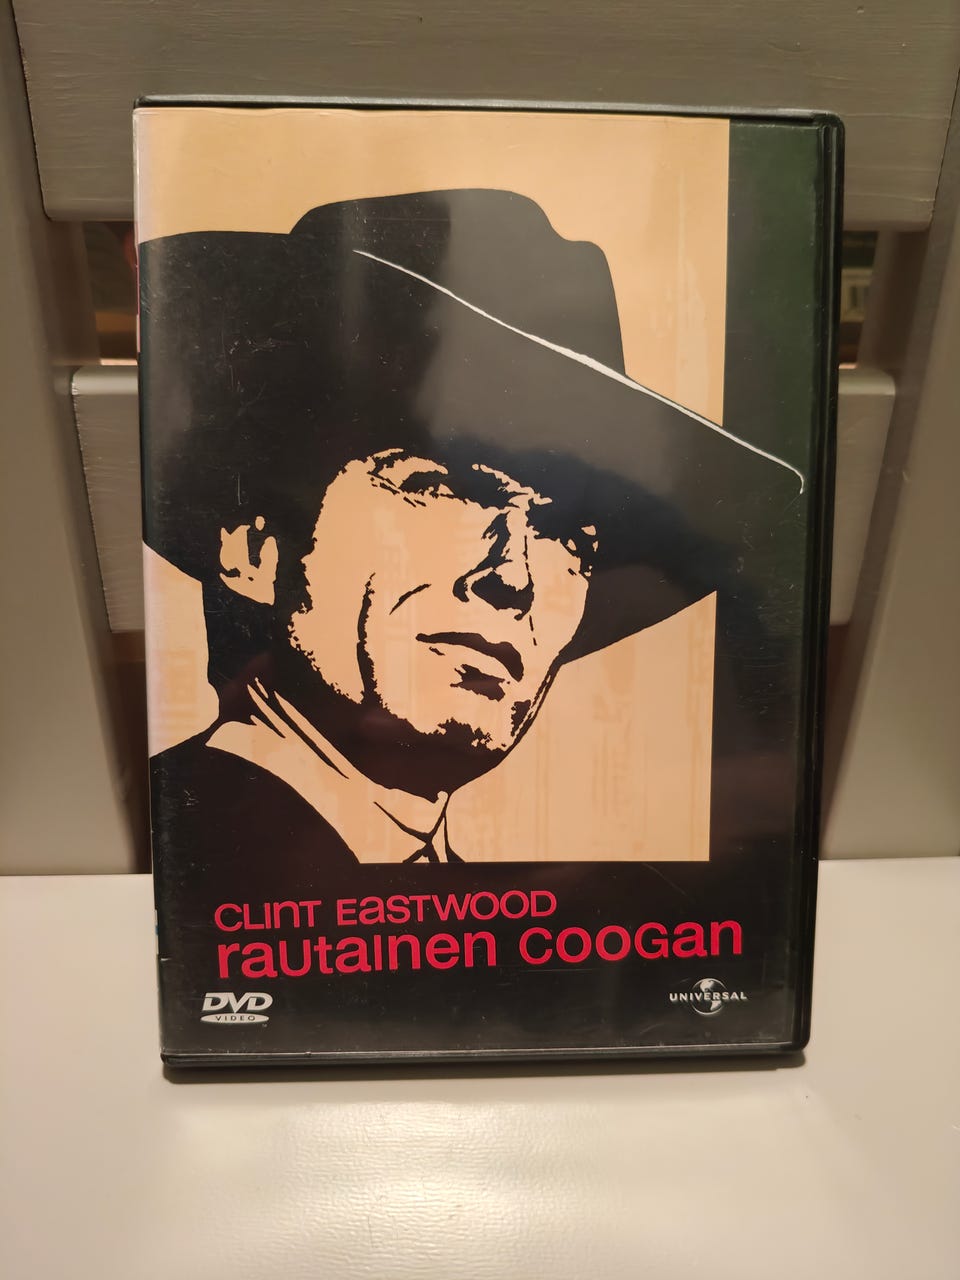 CLINT EASTWOOD
rautainen COOGan
DVD
VIDEO
UNIVERSAL